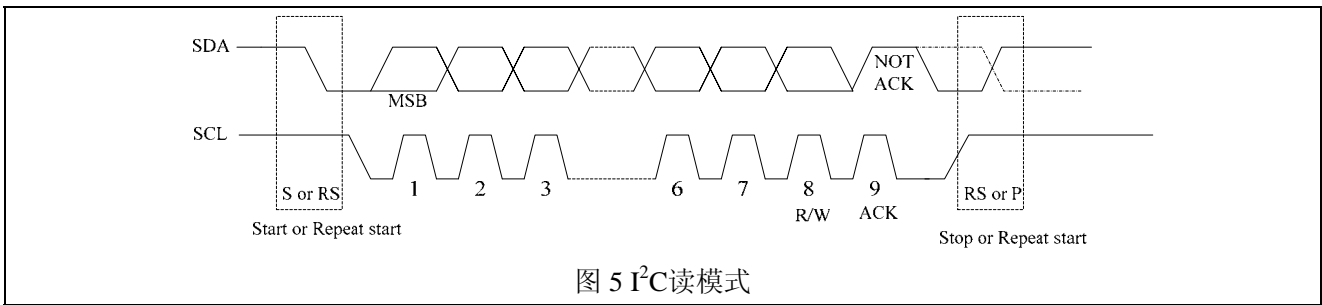 SDA
NOT
ACK
MSB
SCL
S or RS
1 2 3 6 7 8 9
RS or P
R/W ACK
Start or Repeat start
Stop or Repeat start
图 5 I²C读模式